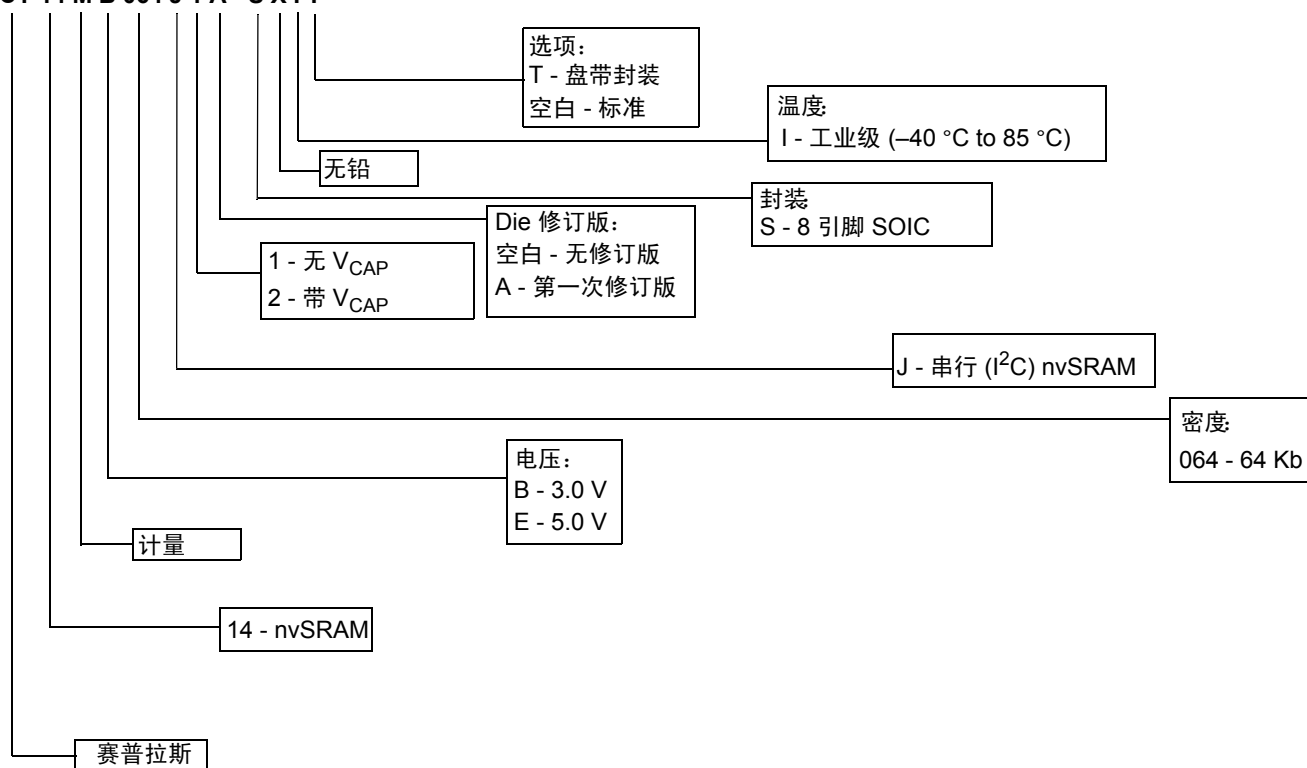 选项：
T - 盘带封装
空白 - 标准
温度:
I - 工业级 (–40 °C to 85 °C)
无铅
封装:
S - 8 引脚 SOIC
Die 修订版：
空白 - 无修订版
A - 第一次修订版
1 - 无 VCAP
2 - 带 VCAP
J - 串行 (I2C) nvSRAM
密度:
064 - 64 Kb
电压：
B - 3.0 V
E - 5.0 V
计量
14 - nvSRAM
赛普拉斯